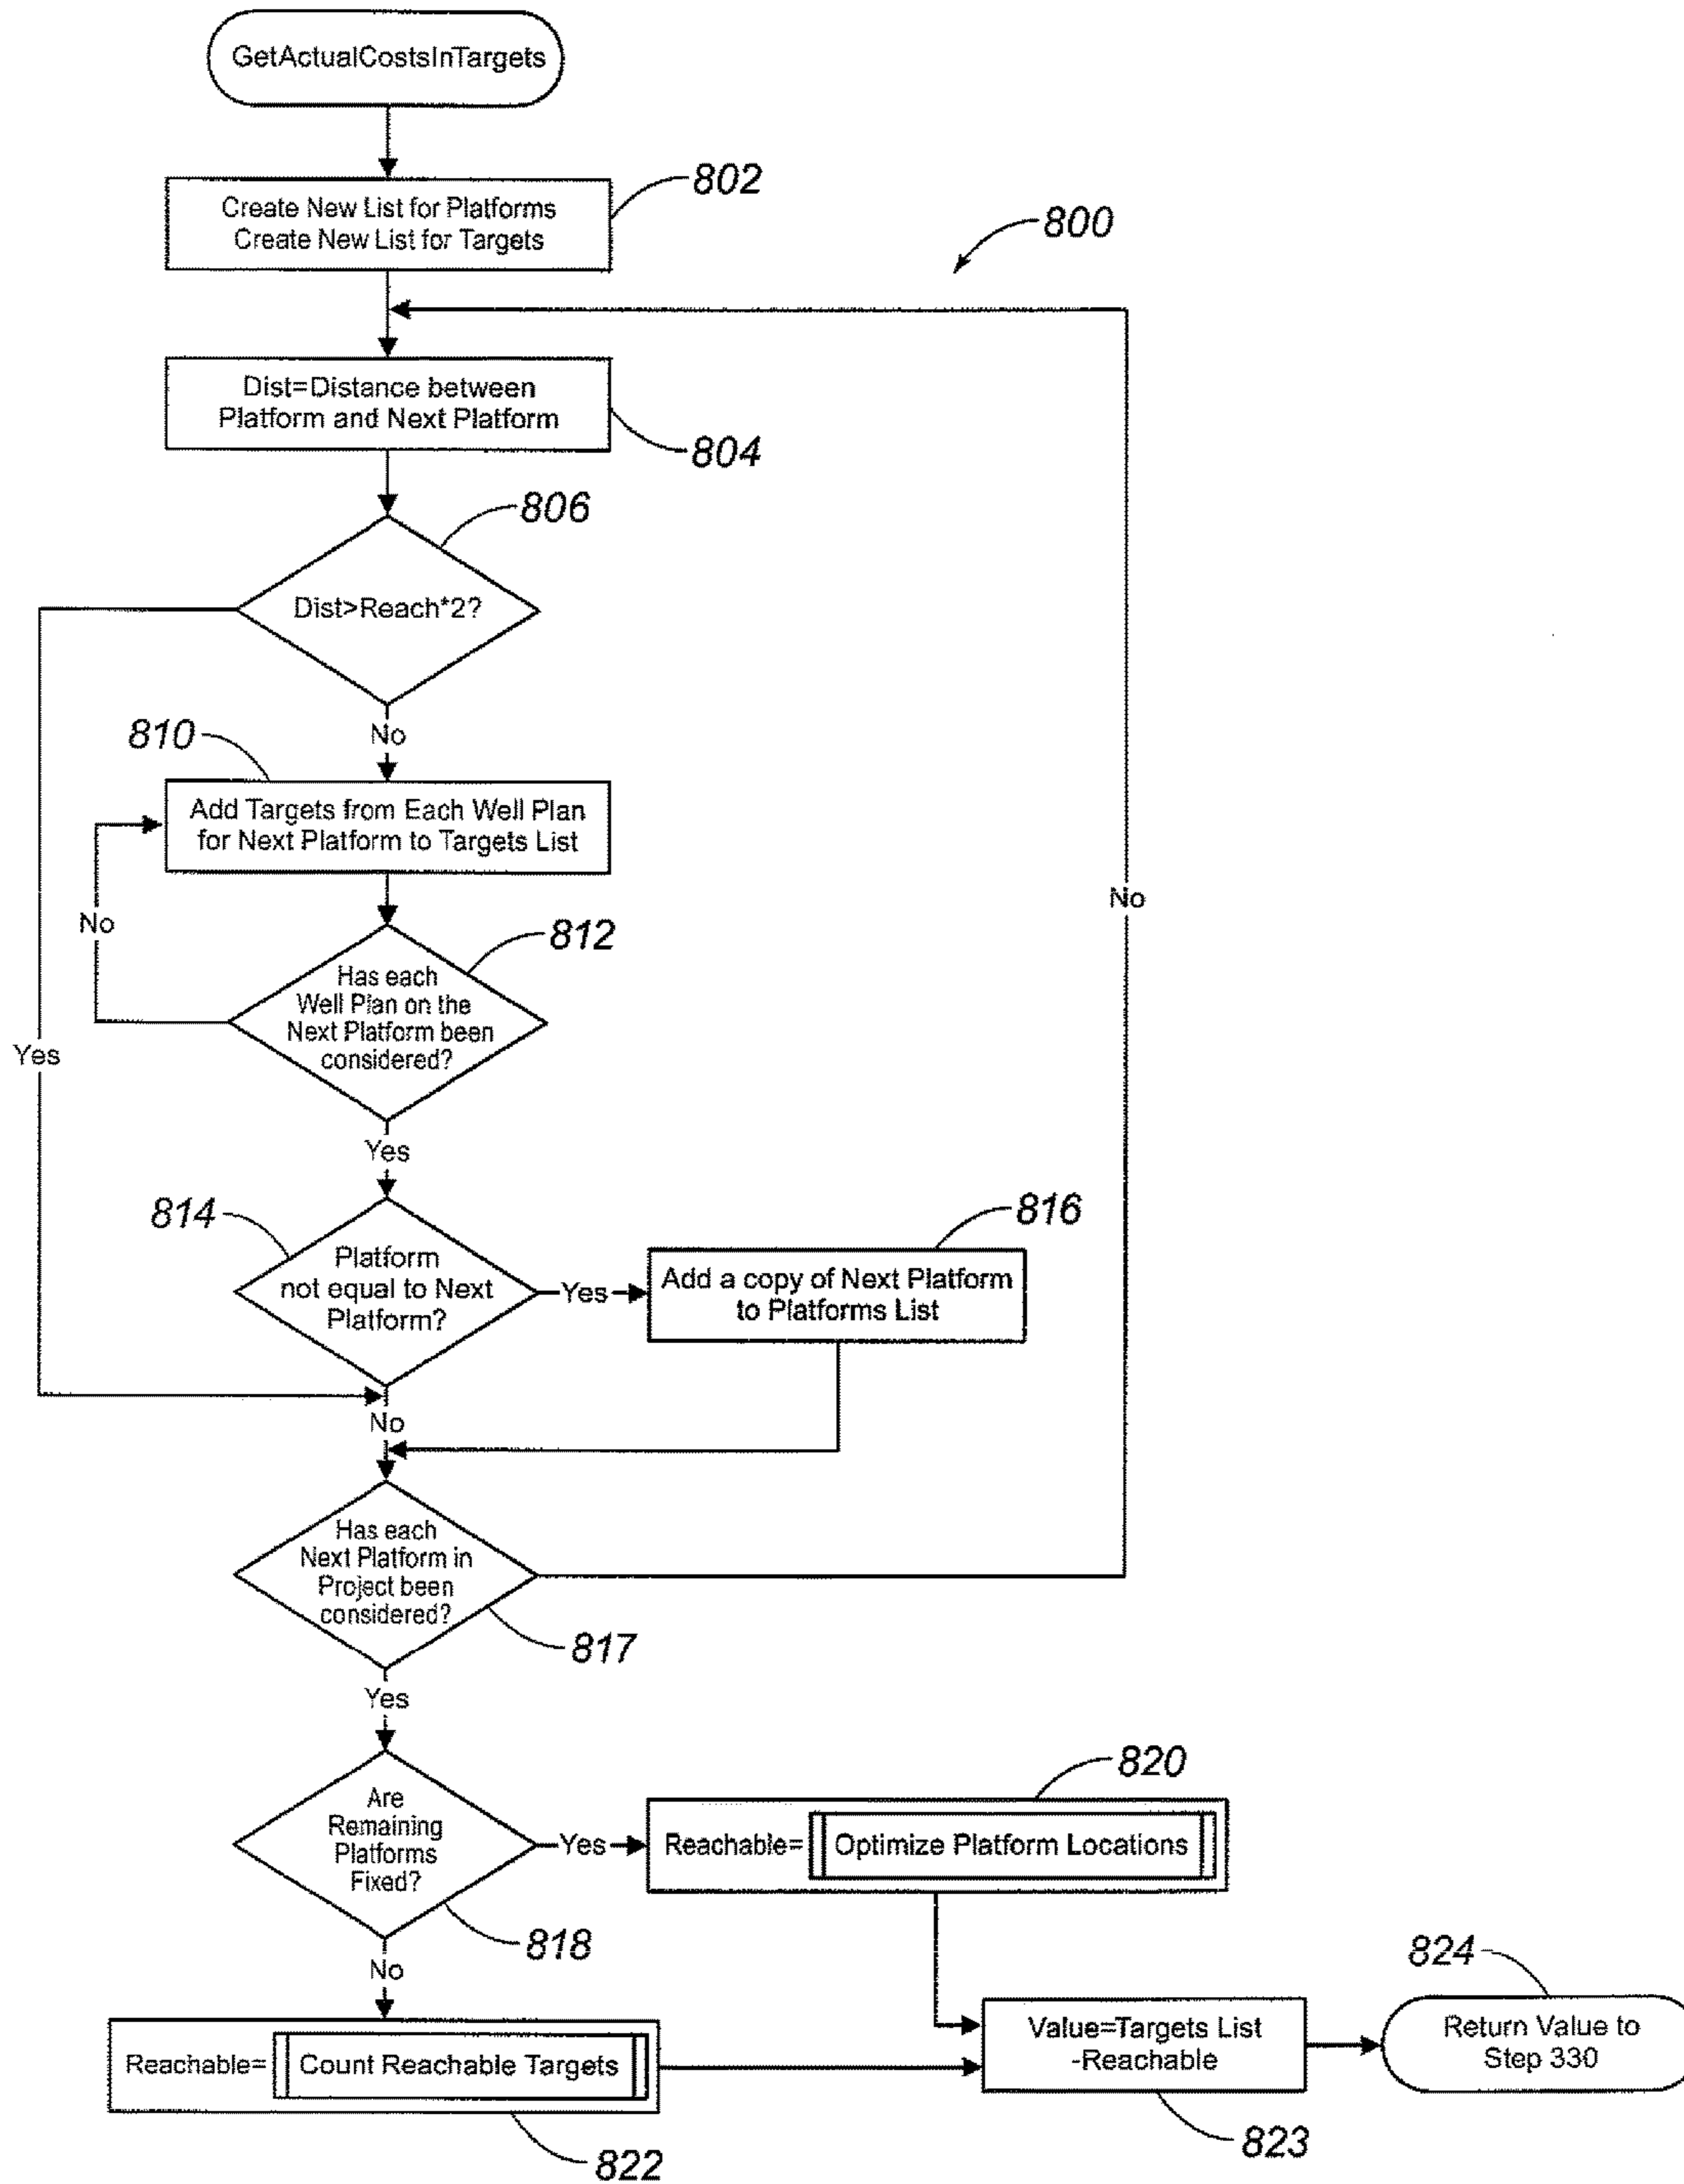 GetActualCostsInTargets
802
Create New List for Platforms
Create New List for Targets
800
Dist=Distance between
Platform and Next Platform
804
806
Dist>Reach*2?
No
810
Add Targets from Each Well Plan
for Next Platform to Targets List
No
No
812
Has each
Well Plan on the
Next Platform been
considered?
Yes
Yes
814
816
Platform
not equal to Next
Platform?
Yes
Add a copy of Next Platform
to Platforms List
No
Has each
Next Platform in
Project been
considered?
817
Yes
820
Are
Remaining
Platforms
Fixed?
Yes
Reachable=
Optimize Platform Locations
818
824
No
Value=Targets List
-Reachable
Return Value to
Step 330
Reachable=
Count Reachable Targets
823
822